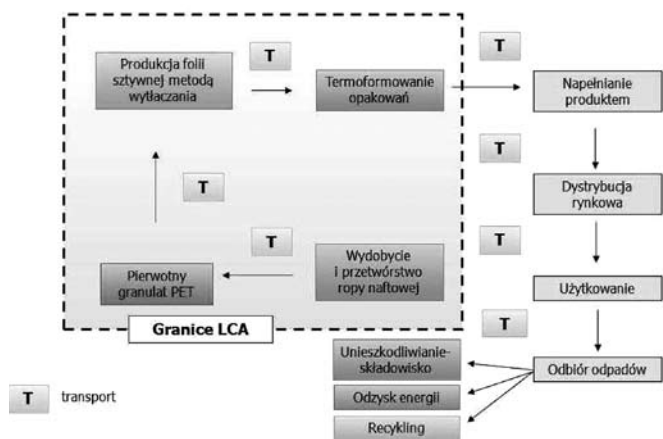 T
T
Produkcja folii
sztywnej metodą
wytłaczania
Termoformowanie
opakowań
Napełnianie
produktem
T
T
Dystrybucja
rynkowa
T
T
Wydobycie
i przetwórstwo
ropy naftowej
Pierwotny
granulat PET
Użytkowanie
Granice LCA
T
Unieszkodliwianie-
składowisko
Odbiór odpadów
Odzysk energii
T transport
Recykling